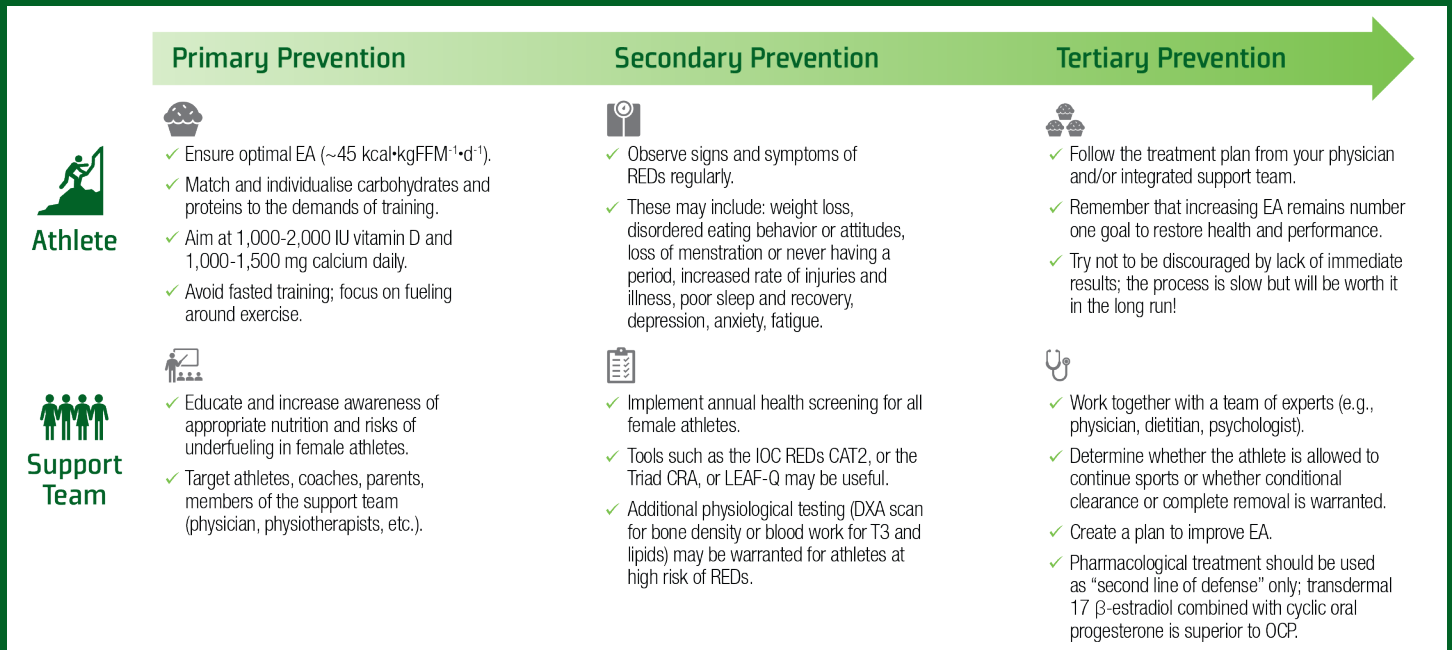 Primary Prevention
Secondary Prevention
Tertiary Prevention
Athlete
✓ Ensure optimal EA (~45 kcal•kgFFM⁻¹•d⁻¹).
✓ Match and individualise carbohydrates and
proteins to the demands of training.
✓ Aim at 1,000-2,000 IU vitamin D and
1,000-1,500 mg calcium daily.
✓ Avoid fasted training; focus on fueling
around exercise.
✓ Observe signs and symptoms of
REDs regularly.
✓ These may include: weight loss,
disordered eating behavior or attitudes,
loss of menstration or never having a
period, increased rate of injuries and
illness, poor sleep and recovery,
depression, anxiety, fatigue.
✓ Follow the treatment plan from your physician
and/or integrated support team.
✓ Remember that increasing EA remains number
one goal to restore health and performance.
✓ Try not to be discouraged by lack of immediate
results; the process is slow but will be worth it
in the long run!
Support
Team
✓ Educate and increase awareness of
appropriate nutrition and risks of
underfueling in female athletes.
✓ Target athletes, coaches, parents,
members of the support team
(physician, physiotherapists, etc.).
✓ Implement annual health screening for all
female athletes.
✓ Tools such as the IOC REDs CAT2, or the
Triad CRA, or LEAF-Q may be useful.
✓ Additional physiological testing (DXA scan
for bone density or blood work for T3 and
lipids) may be warranted for athletes at
high risk of REDs.
✓ Work together with a team of experts (e.g.,
physician, dietitian, psychologist).
✓ Determine whether the athlete is allowed to
continue sports or whether conditional
clearance or complete removal is warranted.
✓ Create a plan to improve EA.
✓ Pharmacological treatment should be used
as “second line of defense” only; transdermal
17 β-estradiol combined with cyclic oral
progesterone is superior to OCP.